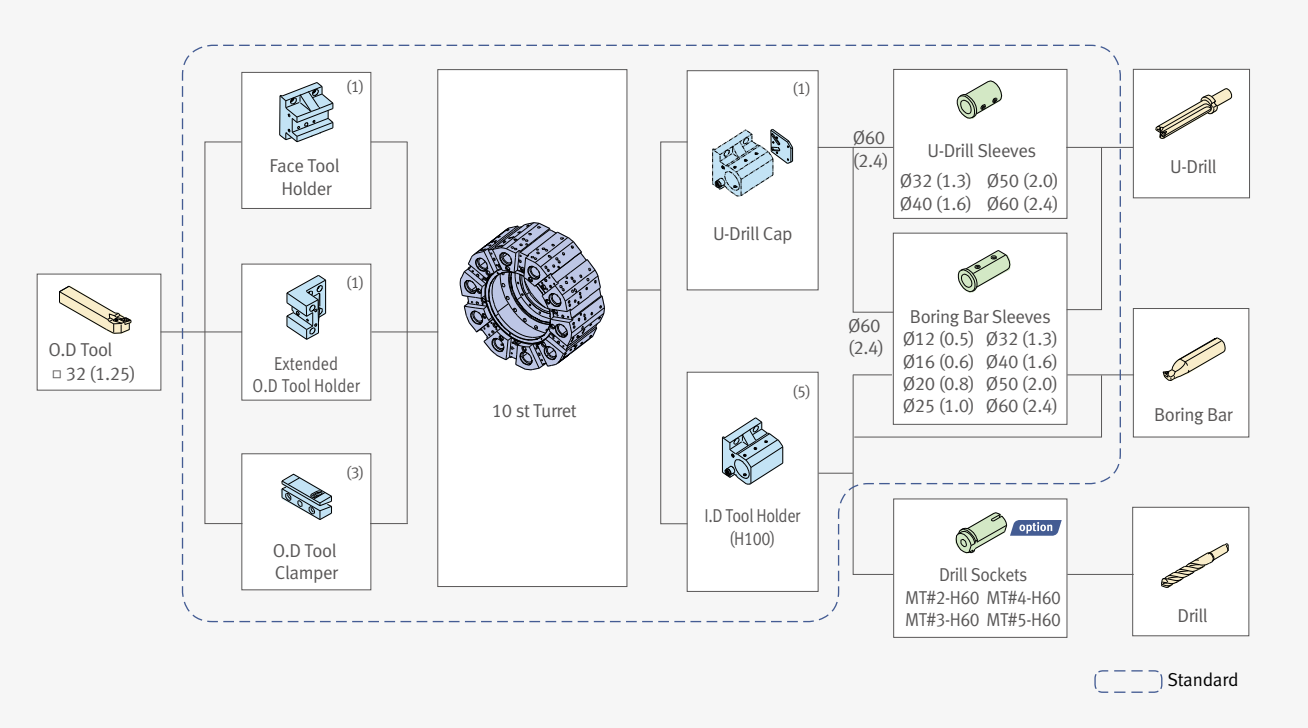 O.D Tool
□ 32 (1.25)
(1)
Face Tool
Holder
(1)
Extended
O.D Tool Holder
(3)
O.D Tool
Clamper
10 st Turret
(1)
U-Drill Cap
(5)
I.D Tool Holder
(H100)
Ø60
(2.4)
Ø60
(2.4)
U-Drill Sleeves
Ø32 (1.3) Ø50 (2.0)
Ø40 (1.6) Ø60 (2.4)
Boring Bar Sleeves
Ø12 (0.5) Ø32 (1.3)
Ø16 (0.6) Ø40 (1.6)
Ø20 (0.8) Ø50 (2.0)
Ø25 (1.0) Ø60 (2.4)
option
Drill Sockets
MT#2-H60 MT#4-H60
MT#3-H60 MT#5-H60
U-Drill
Boring Bar
Drill
Standard